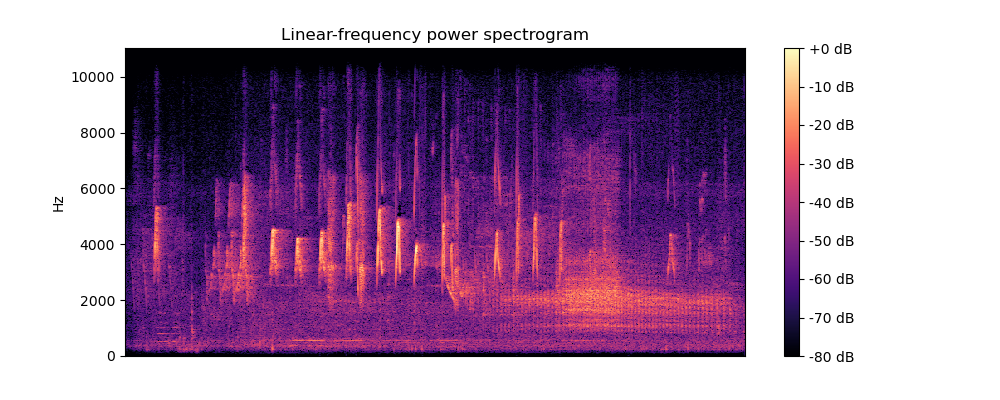 Linear-frequency power spectrogram
Hz
10000
8000
6000
4000
2000
0
+0 dB
-10 dB
-20 dB
-30 dB
-40 dB
-50 dB
-60 dB
-70 dB
-80 dB